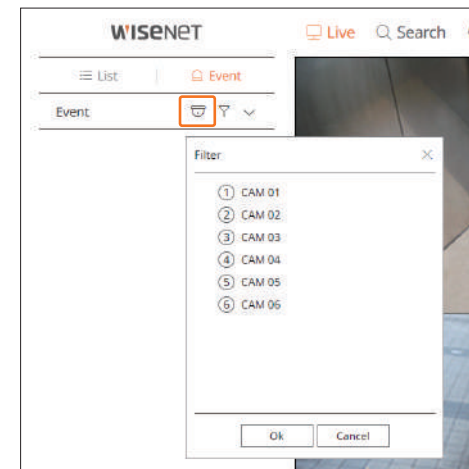 WISENET
Live Search
List Event
Event
Filter
1 CAM 01
2 CAM 02
3 CAM 03
4 CAM 04
5 CAM 05
6 CAM 06
Ok Cancel